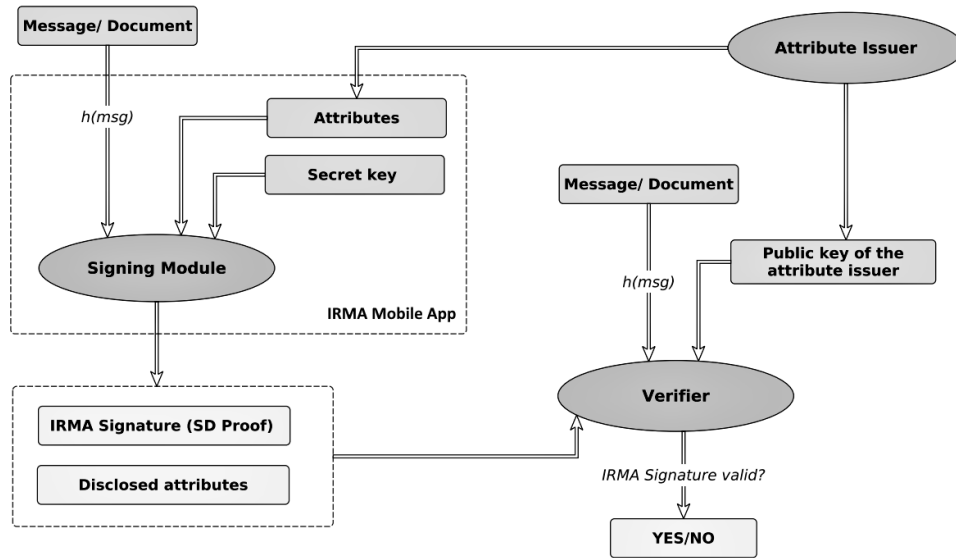 Message/ Document
Attribute Issuer
h(msg)
Attributes
Secret key
Message/ Document
Signing Module
Public key of the
attribute issuer
h(msg)
IRMA Mobile App
Verifier
IRMA Signature (SD Proof)
Disclosed attributes
IRMA Signature valid?
YES/NO